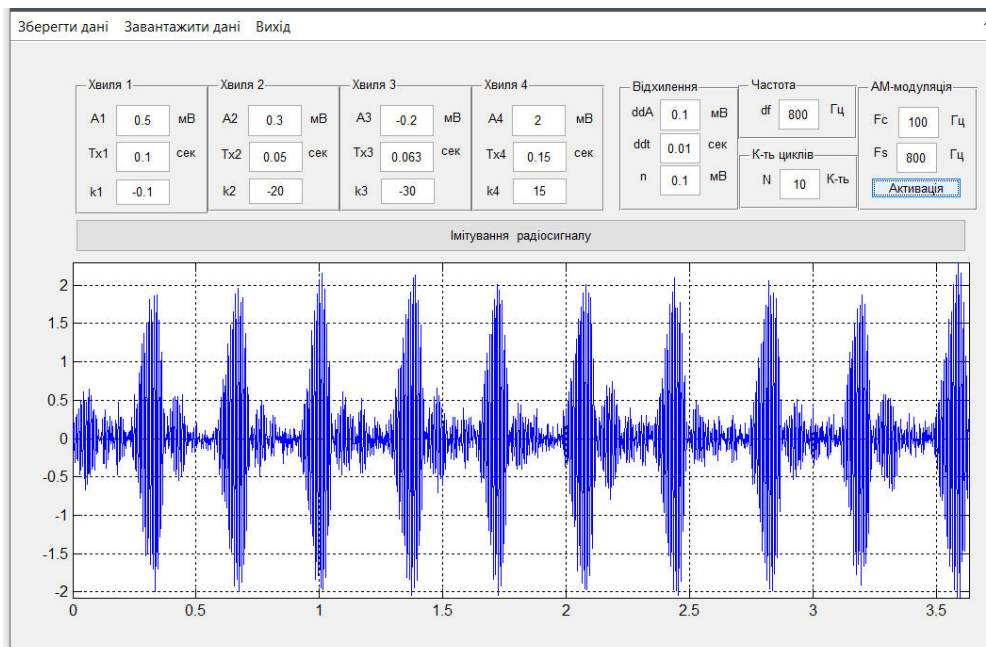 Зберегти дані Завантажити дані Вихід
Хвиля 1 Хвиля 2 Хвиля 3 Хвиля 4 Відхилення Частота АМ-модуляція
A1 0.5 мВ A2 0.3 мВ A3 -0.2 мВ A4 2 мВ ddA 0.1 мВ df 800 Гц Fc 100 Гц
Tx1 0.1 сек Tx2 0.05 сек Tx3 0.063 сек Tx4 0.15 сек ddt 0.01 сек К-ть циклів Fs 800 Гц
k1 -0.1 k2 -20 k3 -30 k4 15 n 0.1 мВ N 10 К-ть Активація
Імітування радіосигналу
2
1.5
1
0.5
0
-0.5
-1
-1.5
-2
0 0.5 1 1.5 2 2.5 3 3.5